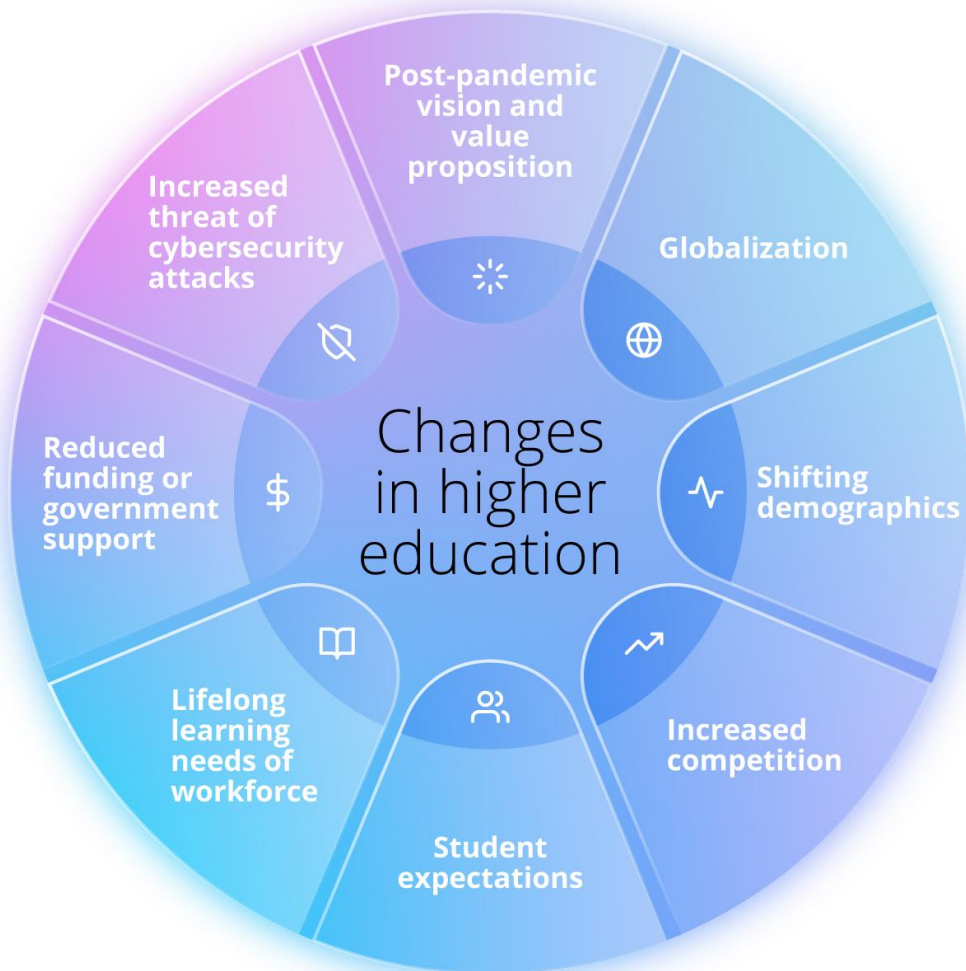 Post-pandemic
vision and
value
proposition
Globalization
Shifting
demographics
Increased
competition
Student
expectations
Lifelong
learning
needs of
workforce
Reduced
funding or
government
support
Increased
threat of
cybersecurity
attacks
Changes
in higher
education